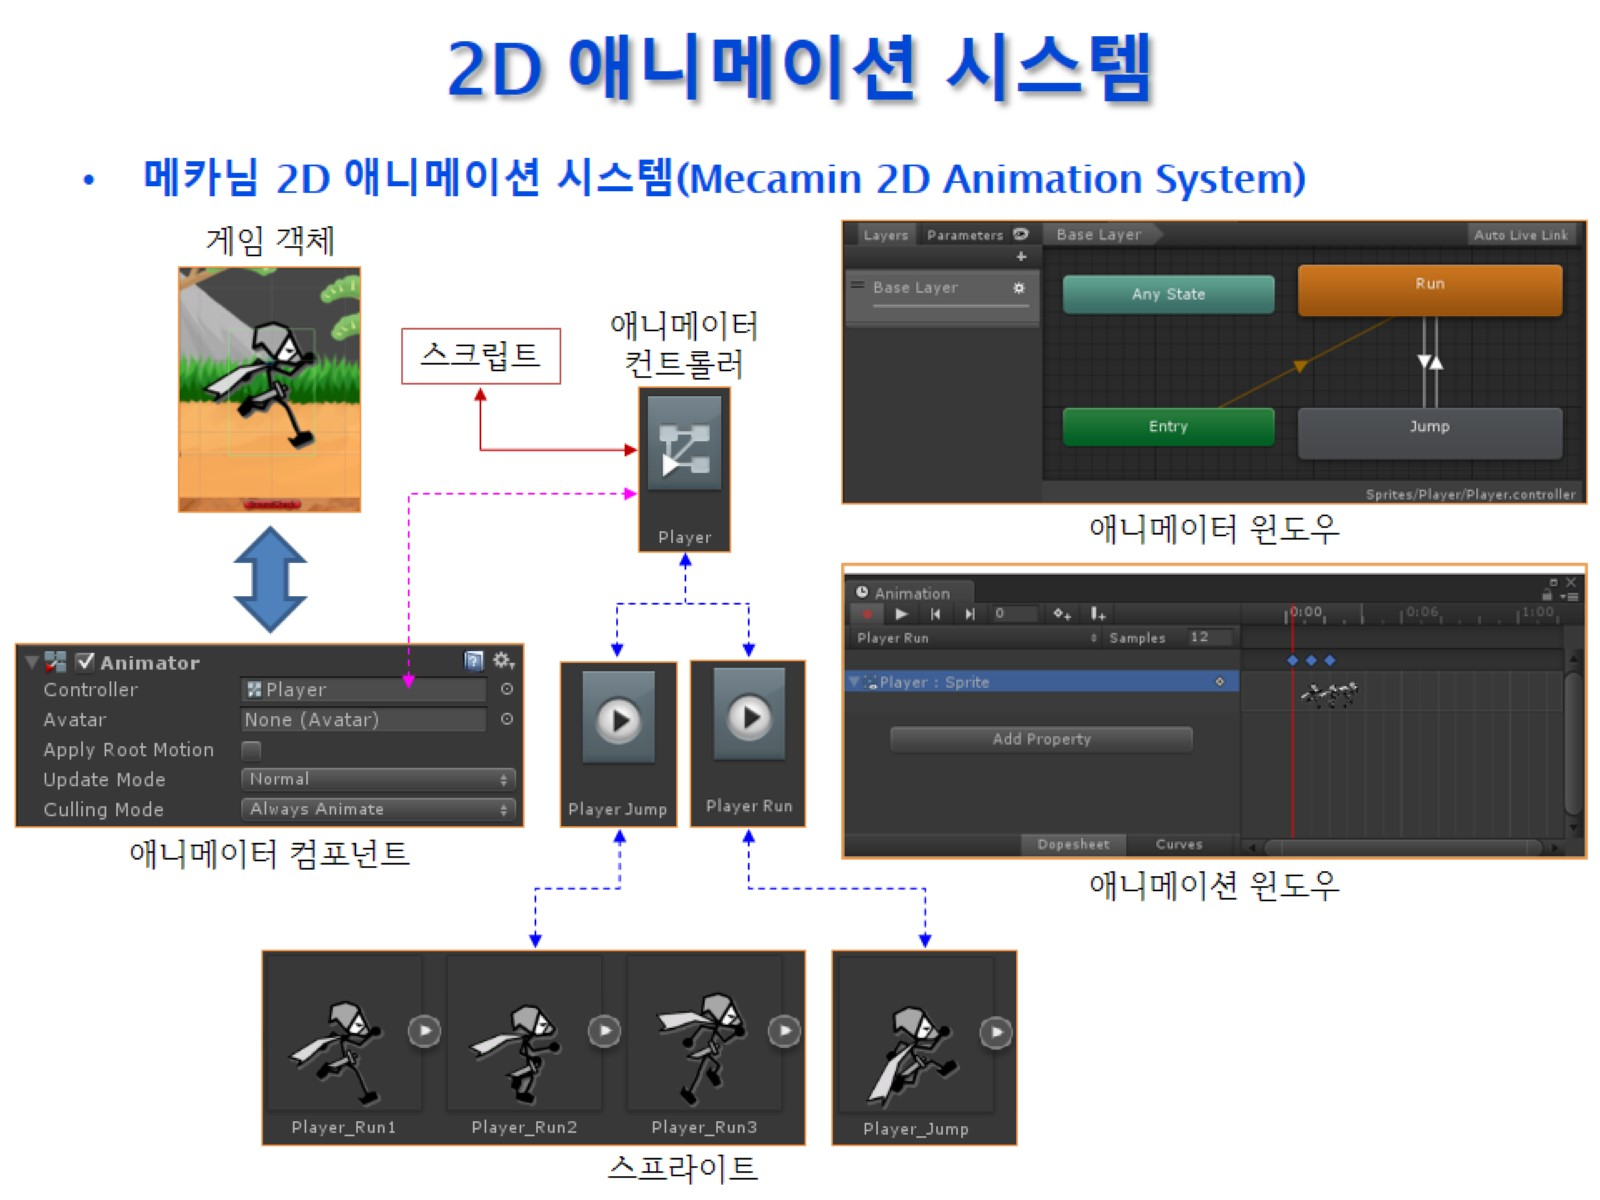 2D 애니메이션 시스템
• 메카님 2D 애니메이션 시스템(Mecamin 2D Animation System)
게임 객체
스크립트
애니메이터
컨트롤러
Player
Animator
Controller Player
Avatar None (Avatar)
Apply Root Motion
Update Mode Normal
Culling Mode Always Animate
애니메이터 컴포넌트
Player Jump
Player Run
Player_Run1
Player_Run2
Player_Run3
Player_Jump
스프라이트
Layers Parameters Base Layer Auto Live Link
Base Layer
Any State
Run
Entry
Jump
Sprites/Player/Player.controller
애니메이터 윈도우
Animation
0 0:00 0:06 1:00
Player Run Samples 12
Player : Sprite
Add Property
Dopesheet Curves
애니메이션 윈도우